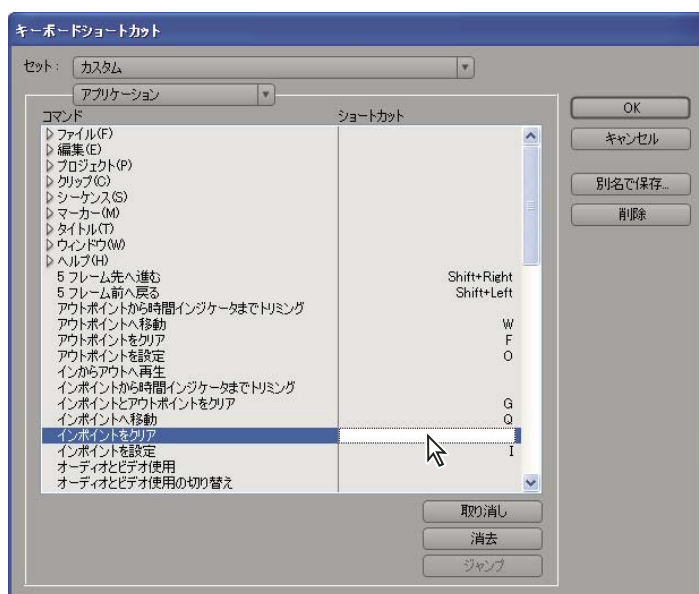 キーボードショートカット
セット： カスタム
アプリケーション
コマンド ショートカット
ファイル(F)
編集(E)
プロジェクト(P)
クリップ(C)
シーケンス(S)
マーカー(M)
タイトル(T)
ウィンドウ(W)
ヘルプ(H)
5 フレーム先へ進む Shift+Right
5 フレーム前へ戻る Shift+Left
アウトポイントから時間インジケータまでトリミング
アウトポイントへ移動 W
アウトポイントをクリア F
アウトポイントを設定 O
インからアウトへ再生
インポイントから時間インジケータまでトリミング
インポイントとアウトポイントをクリア G
インポイントへ移動 Q
インポイントをクリア
インポイントを設定 I
オーディオとビデオ使用
オーディオとビデオ使用の切り替え
OK
キャンセル
別名で保存...
削除
取り消し
消去
ジャンプ